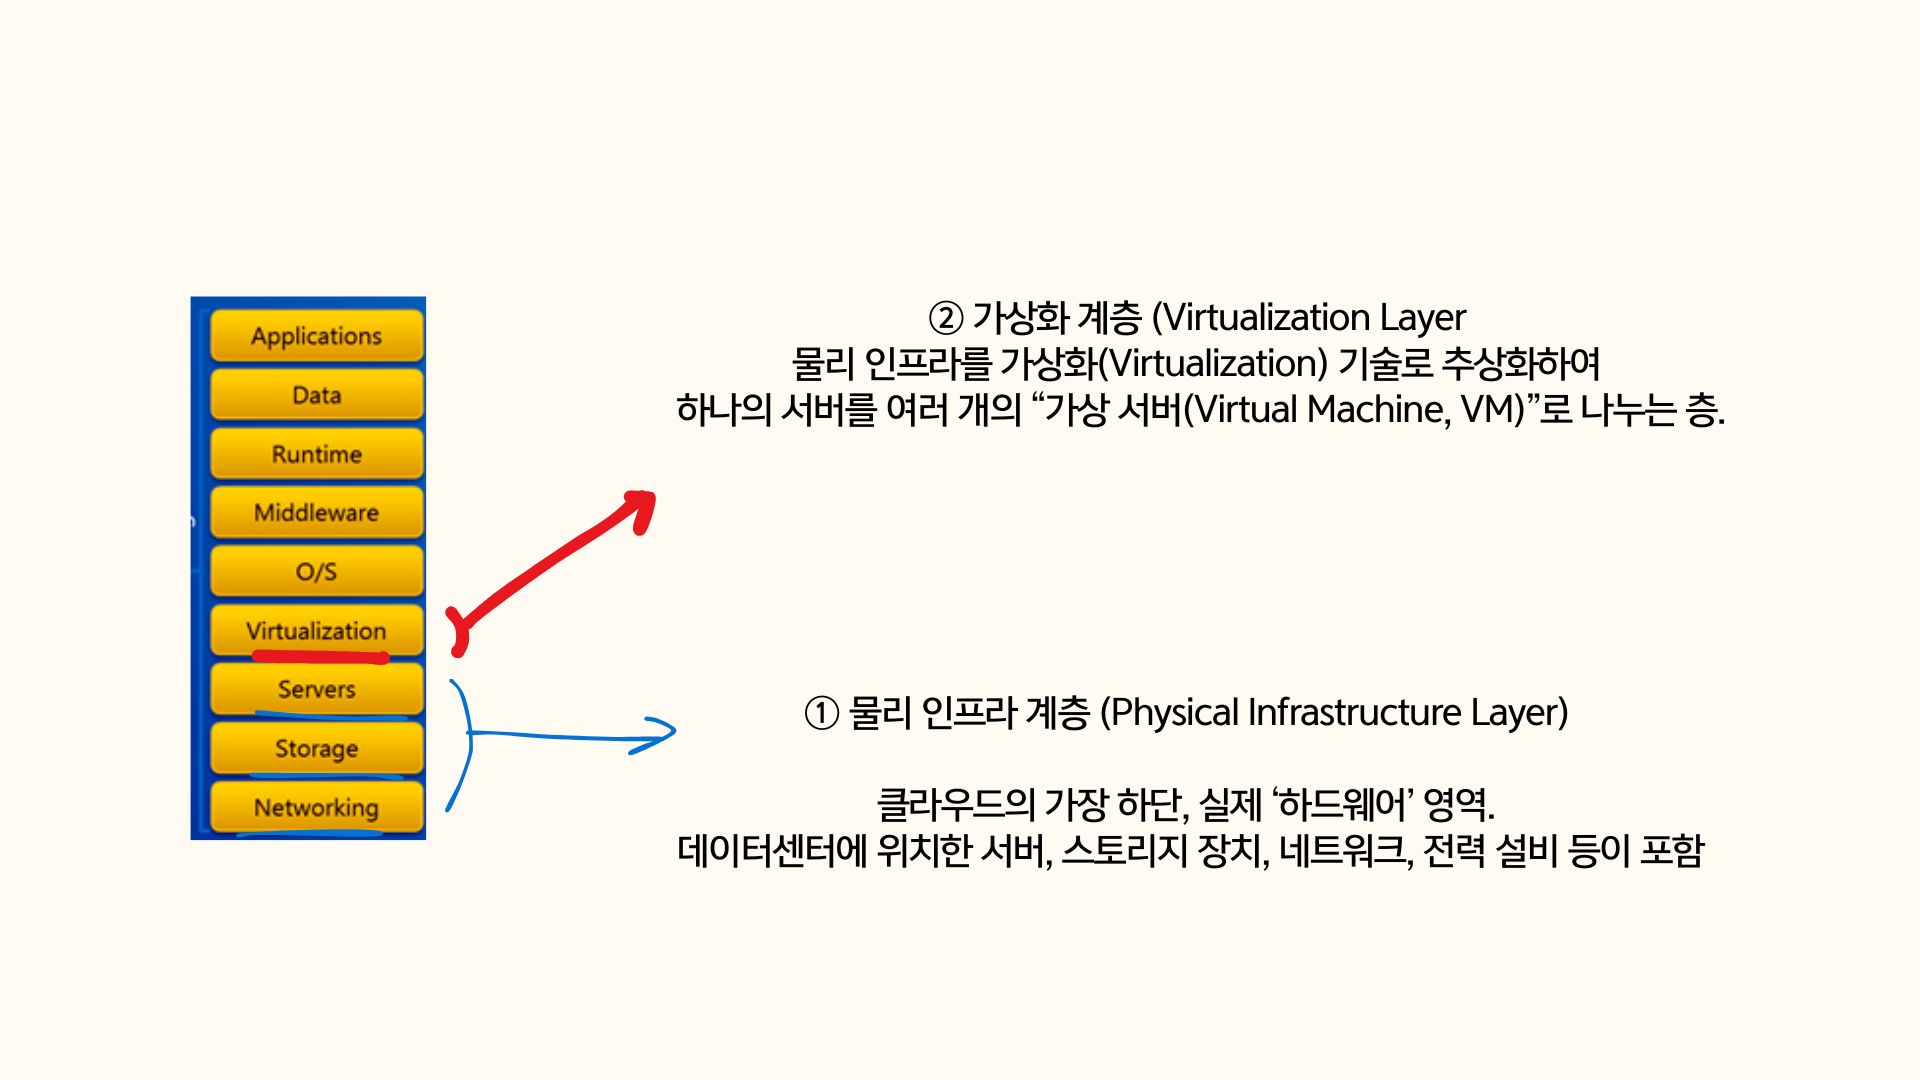 Applications
Data
Runtime
Middleware
O/S
Virtualization
Servers
Storage
Networking
② 가상화 계층 (Virtualization Layer
물리 인프라를 가상화(Virtualization) 기술로 추상화하여
하나의 서버를 여러 개의 “가상 서버(Virtual Machine, VM)”로 나누는 층.
① 물리 인프라 계층 (Physical Infrastructure Layer)
클라우드의 가장 하단, 실제 ‘하드웨어’ 영역.
데이터센터에 위치한 서버, 스토리지 장치, 네트워크, 전력 설비 등이 포함